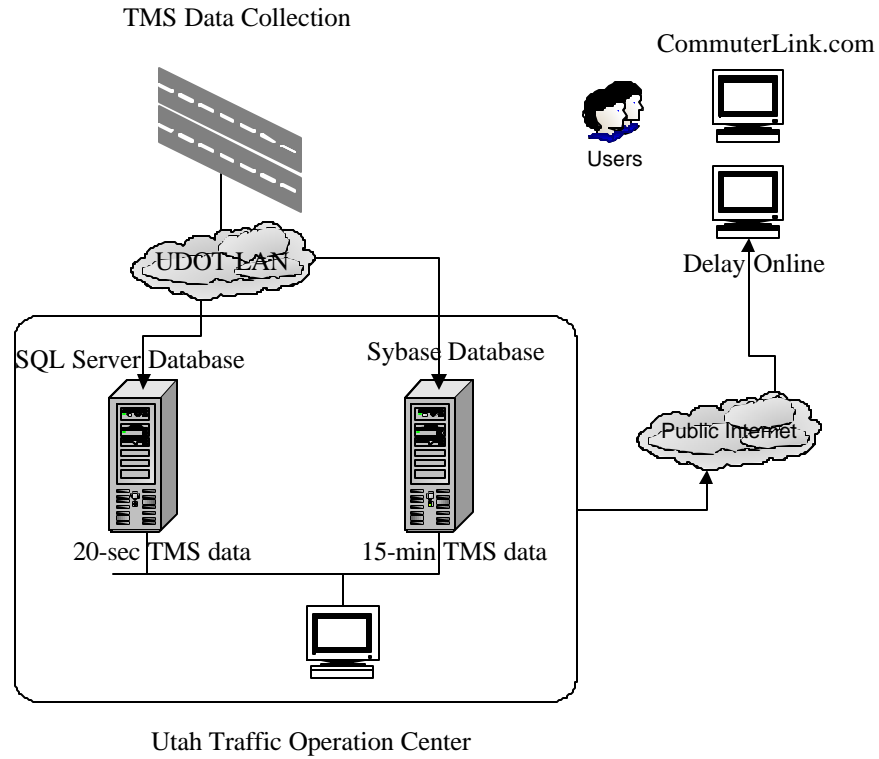 TMS Data Collection
CommuterLink.com
Users
UDOT LAN
Delay Online
SQL Server Database
Sybase Database
Public Internet
20-sec TMS data
15-min TMS data
Utah Traffic Operation Center